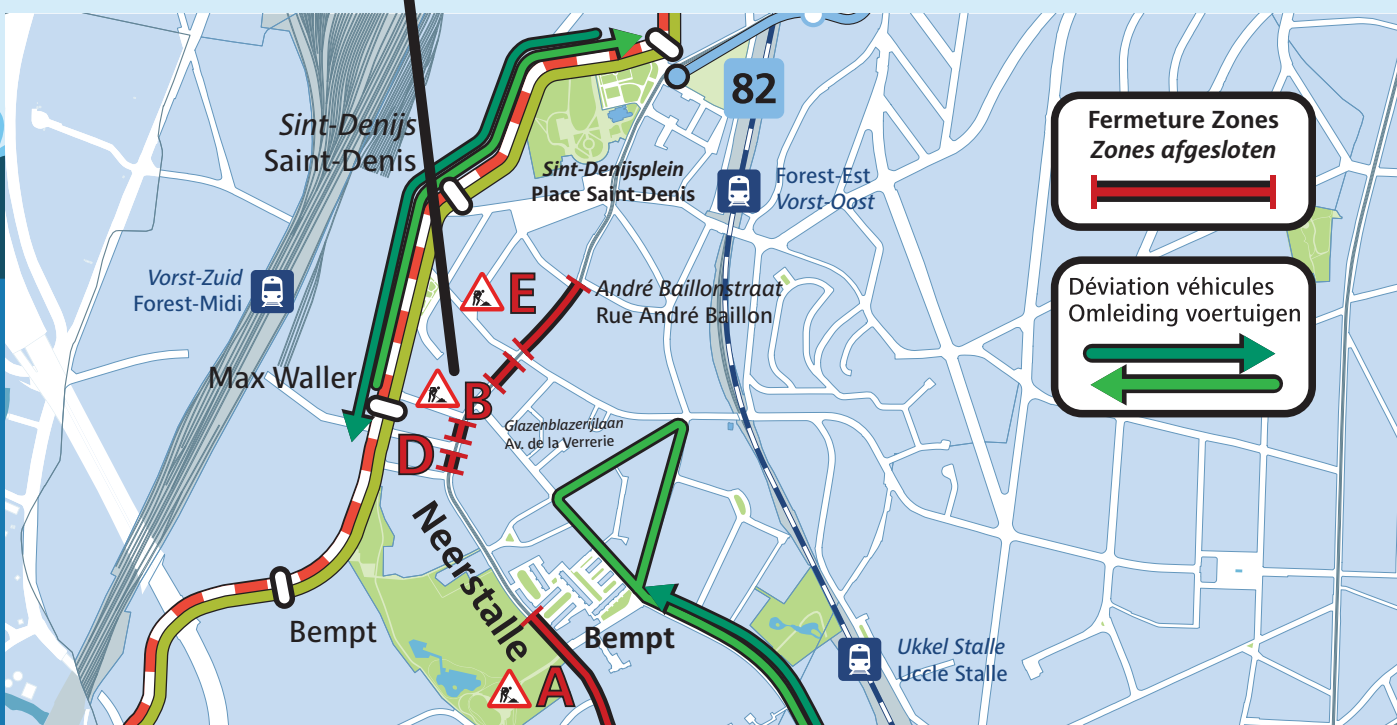 82
Sint-Denijs
Saint-Denis
Sint-Denijsplein
Place Saint-Denis
Forest-Est
Vorst-Oost
Fermeture Zones
Zones afgesloten
Déviation véhicules
Omleiding voertuigen
Vorst-Zuid
Forest-Midi
E
André Baillonstraat
Rue André Baillon
Max Waller
B
Glazenblazerijlaan
Av. de la Verrerie
D
Neerstalle
Bempt
Bempt
Ukkel Stalle
Uccle Stalle
A